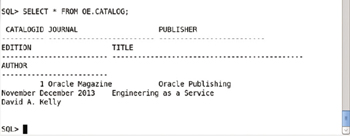 SQL> SELECT * FROM OE.CATALOG;
CATALOGID JOURNAL PUBLISHER
---------- ------------------------- -------------------------
EDITION TITLE
------------------------- ---------------------------------------------
AUTHOR
-------------------------
1 Oracle Magazine Oracle Publishing
November December 2013 Engineering as a Service
David A. Kelly
SQL>